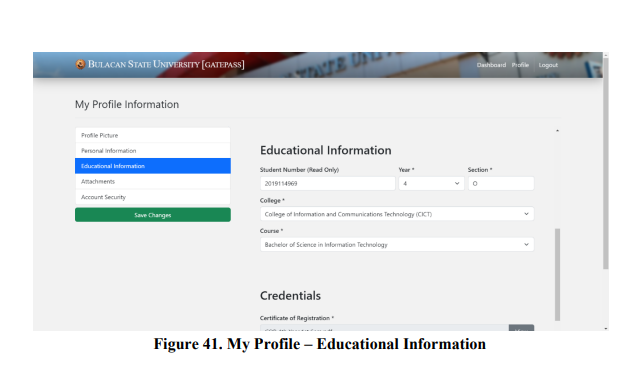 BULACAN STATE UNIVERSITY [GATEPASS]
Dashboard Profile Logout
My Profile Information
Profile Picture
Personal Information
Educational Information
Attachments
Account Security
Save Changes
Educational Information
Student Number (Read Only) Year * Section *
2019114969 4 O
College *
College of Information and Communications Technology (CICT)
Course *
Bachelor of Science in Information Technology
Credentials
Certificate of Registration *
Figure 41. My Profile – Educational Information